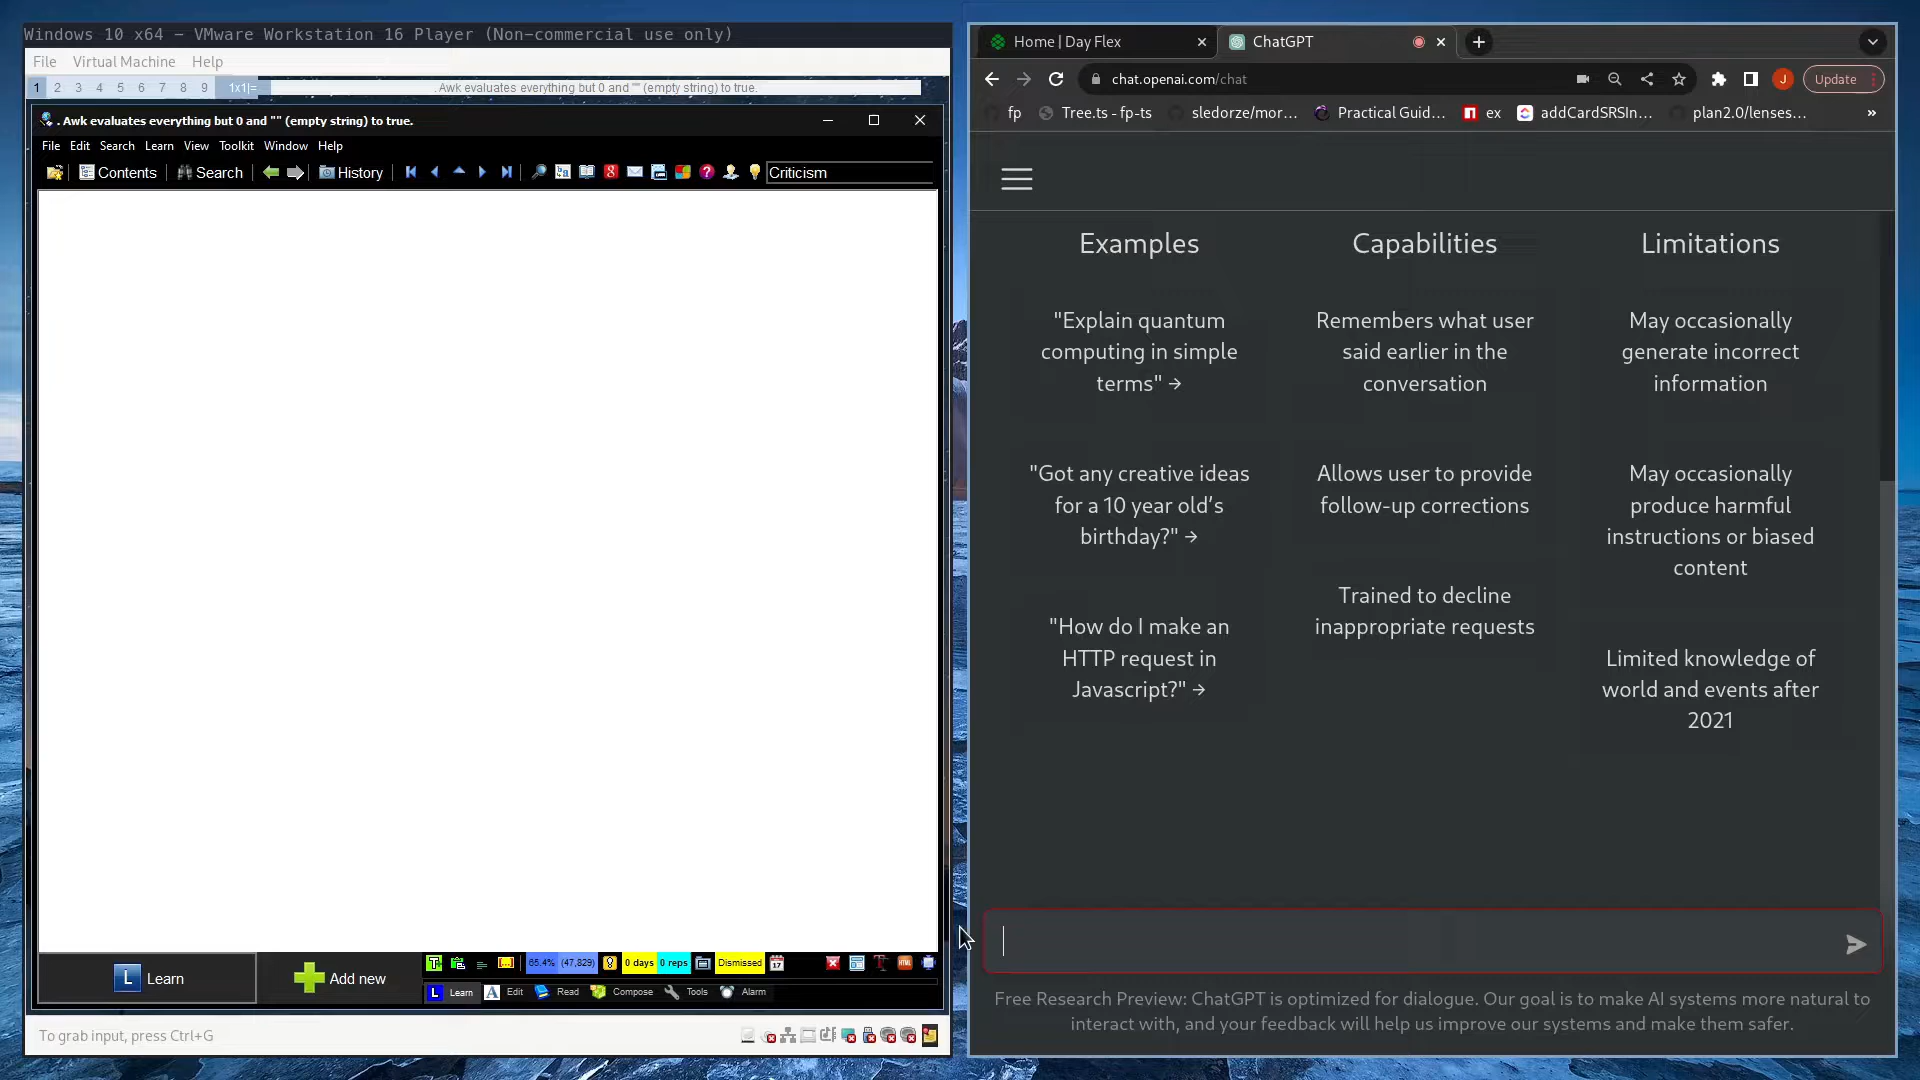 Windows 10 x64 - VMware Workstation 16 Player (Non-commercial use only)
File Virtual Machine Help
1 2 3 4 5 6 7 8 9 1x1|= . Awk evaluates everything but 0 and "" (empty string) to true.
. Awk evaluates everything but 0 and "" (empty string) to true.
File Edit Search Learn View Toolkit Window Help
Contents Search History Criticism
Learn Add new
65.4% (47,829) 0 days 0 reps Dismissed
Learn Edit Read Compose Tools Alarm
To grab input, press Ctrl+G
Home | Day Flex ChatGPT
chat.openai.com/chat J Update
fp Tree.ts - fp-ts sledorze/mor... Practical Guid... ex addCardSRSIn... plan2.0/lenses... »
Examples
"Explain quantum
computing in simple
terms" →
"Got any creative ideas
for a 10 year old's
birthday?" →
"How do I make an
HTTP request in
Javascript?" →
Capabilities
Remembers what user
said earlier in the
conversation
Allows user to provide
follow-up corrections
Trained to decline
inappropriate requests
Limitations
May occasionally
generate incorrect
information
May occasionally
produce harmful
instructions or biased
content
Limited knowledge of
world and events after
2021
Free Research Preview: ChatGPT is optimized for dialogue. Our goal is to make AI systems more natural to
interact with, and your feedback will help us improve our systems and make them safer.